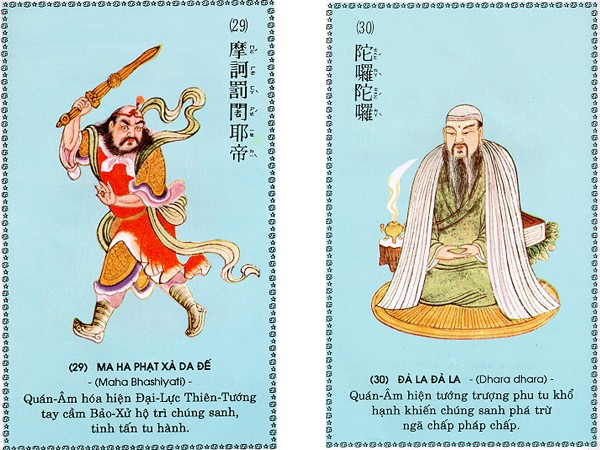 (29)
摩訶罰闍耶帝
(29) MA HA PHẠT XÀ DA ĐẾ
- (Maha Bhashiyati) -
Quán-Âm hóa hiện Đại-Lực Thiên-Tướng
tay cầm Bảo-Xử hộ trì chúng sanh,
tinh tấn tu hành.
(30)
陀囉陀囉
(30) ĐÀ LA ĐÀ LA - (Dhara dhara) -
Quán-Âm hiện tướng trượng phu tu khổ
hạnh khiến chúng sanh phá trừ
ngã chấp pháp chấp.